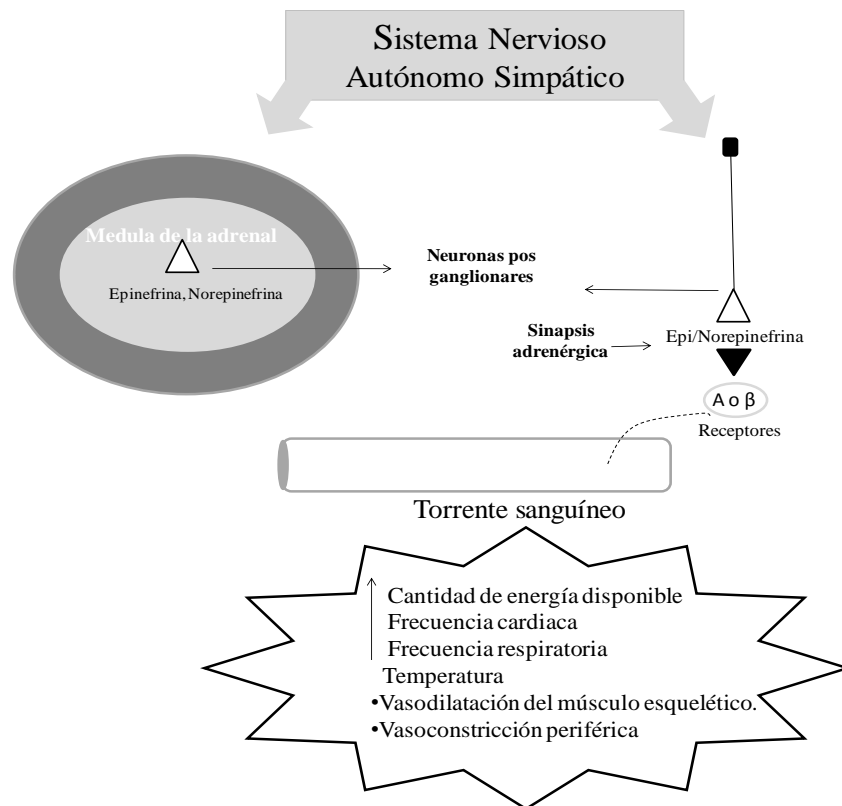 Sistema Nervioso
Autónomo Simpático
Medula de la adrenal
Epinefrina, Norepinefrina
Neuronas pos
ganglionares
Sinapsis
adrenérgica
Epi/Norepinefrina
A o β
Receptores
Torrente sanguíneo
Cantidad de energía disponible
Frecuencia cardiaca
Frecuencia respiratoria
Temperatura
•Vasodilatación del músculo esquelético.
•Vasoconstricción periférica